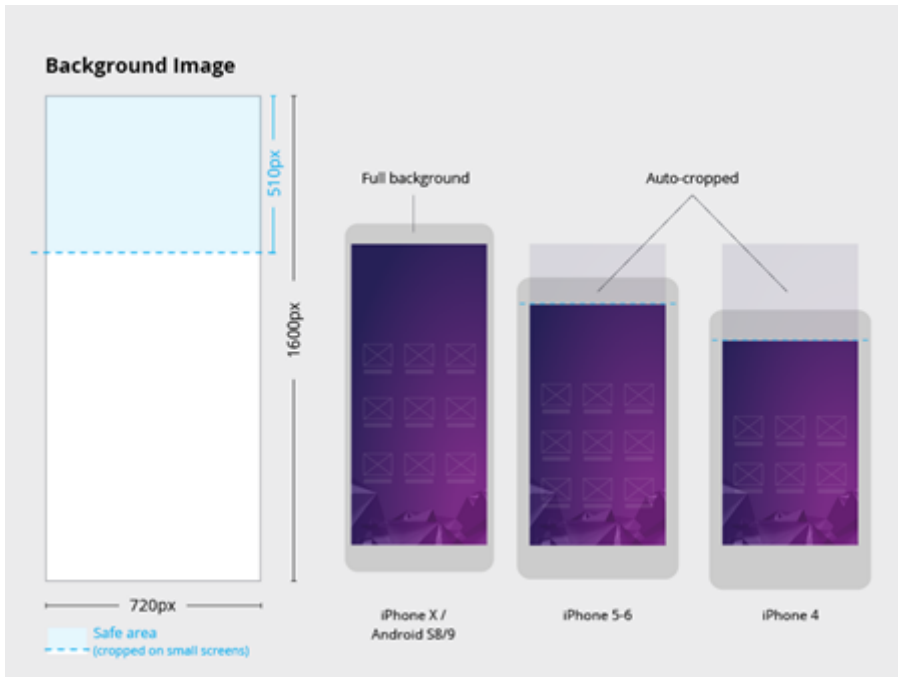 Background Image
510px
1600px
720px
Safe area
(cropped on small screens)
Full background
Auto-cropped
iPhone X /
Android S8/9
iPhone 5-6
iPhone 4